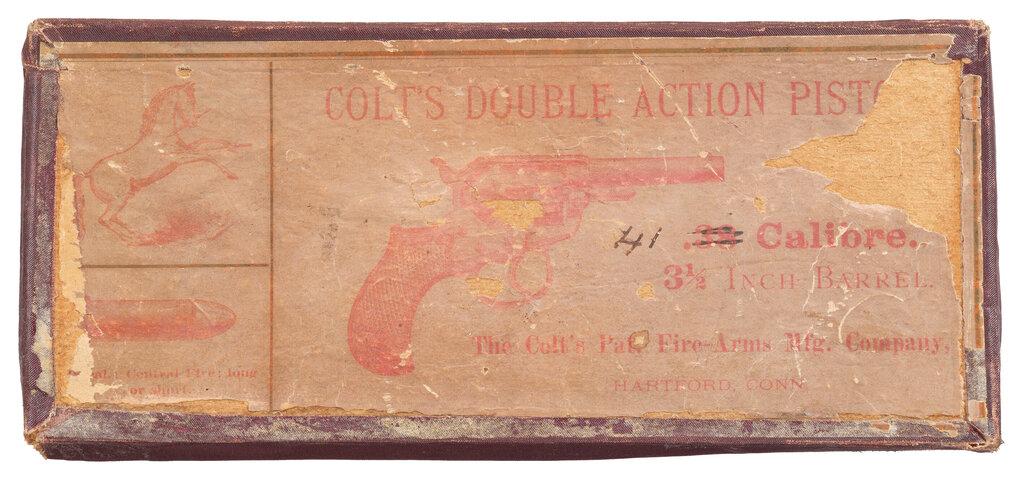 COLT'S DOUBLE ACTION PISTO
41 .38 Calibre.
3½ INCH BARREL.
The Colt's Pat. Fire-Arms Mfg. Company,
HARTFORD, CONN.
Central Fire; long
or short.